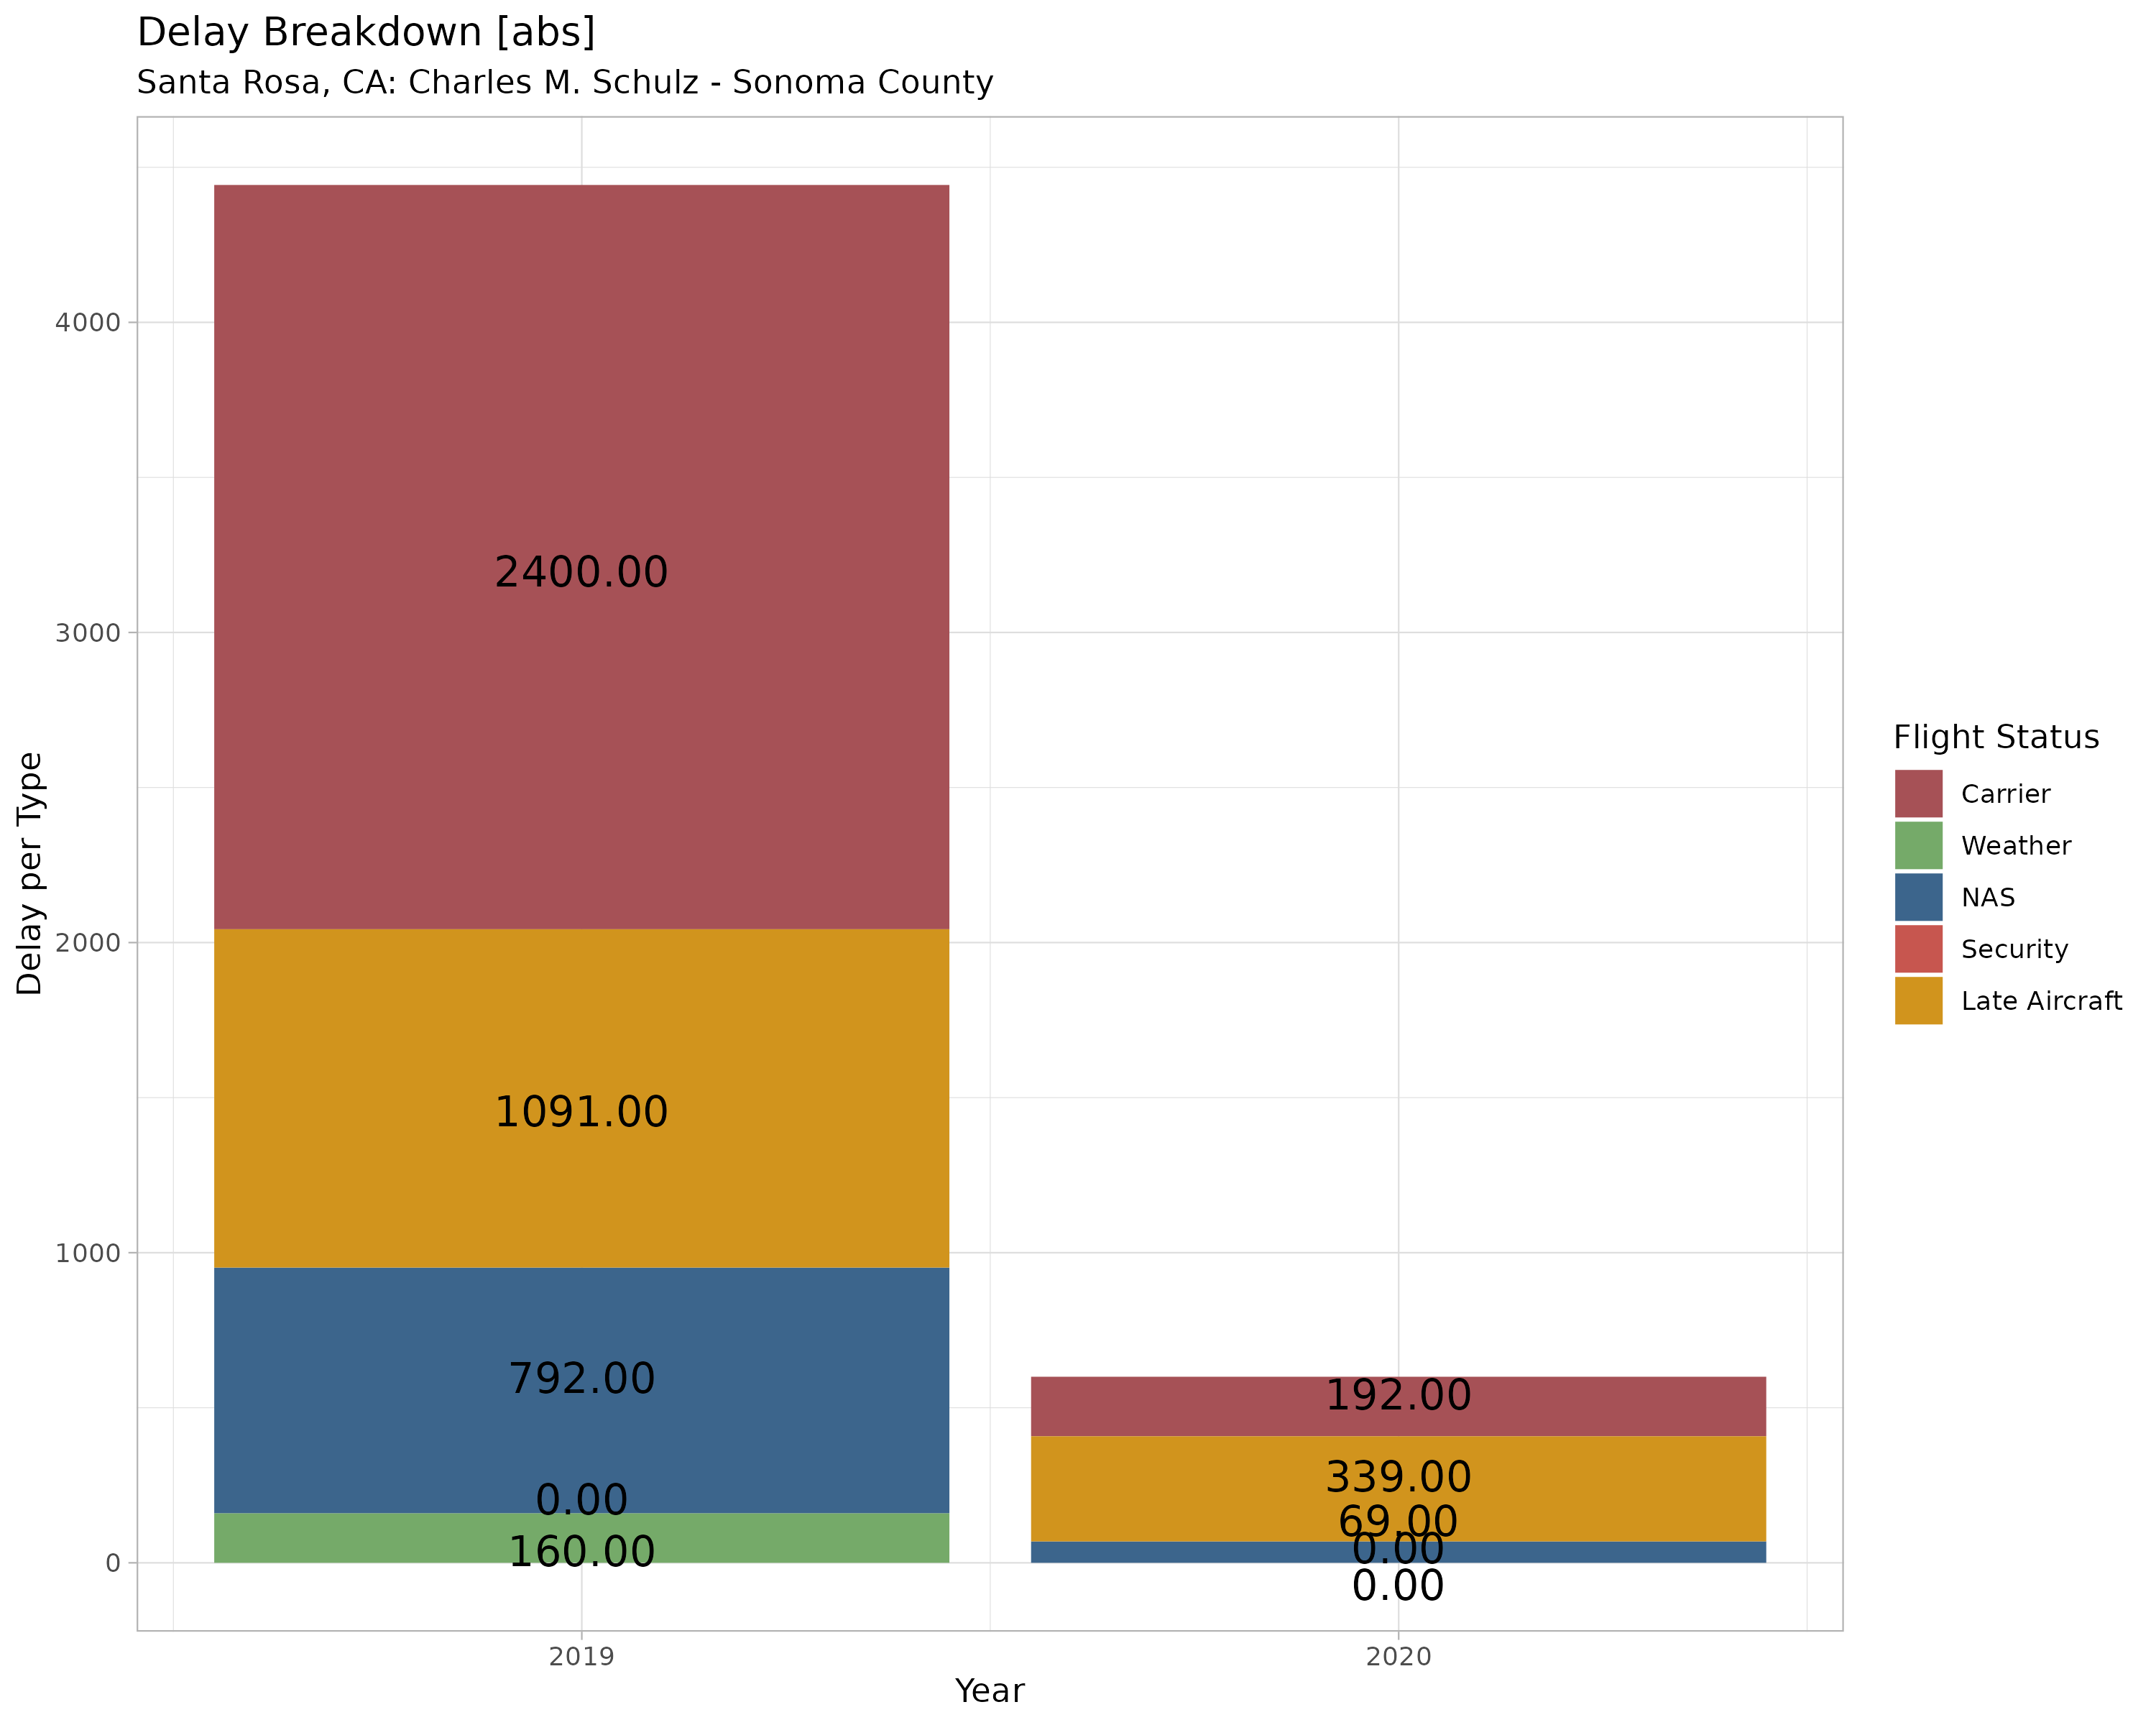 Delay Breakdown [abs]
Santa Rosa, CA: Charles M. Schulz - Sonoma County
Delay per Type
4000
3000
2000
1000
0
2400.00
1091.00
792.00
0.00
160.00
192.00
339.00
69.00
0.00
0.00
2019
2020
Year
Flight Status
Carrier
Weather
NAS
Security
Late Aircraft